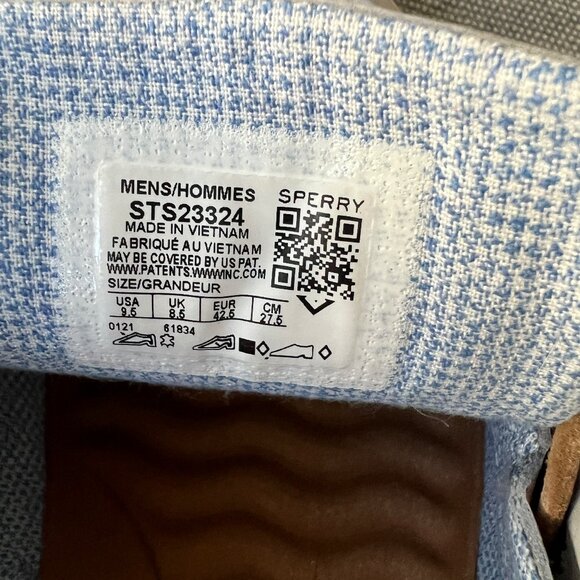 MENS/HOMMES
SPERRY
STS23324
MADE IN VIETNAM
FABRIQUÉ AU VIETNAM
MAY BE COVERED BY US PAT.
WWW.PATENTS.WWWINC.COM
SIZE/GRANDEUR
USA UK EUR CM
9.5 8.5 42.5 27.5
0121 61834